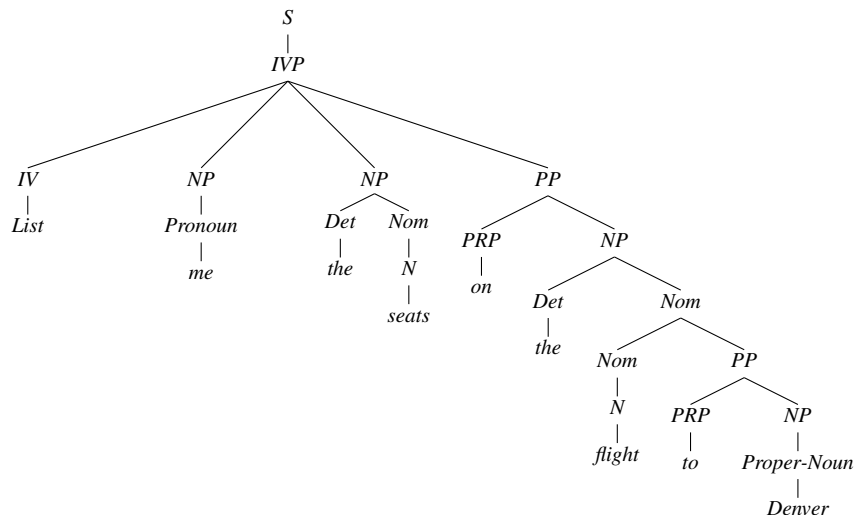 S
IVP
IV NP NP PP
List Pronoun Det Nom PRP NP
me the N on
seats Det Nom
the Nom PP
N PRP NP
flight to Proper-Noun
Denver